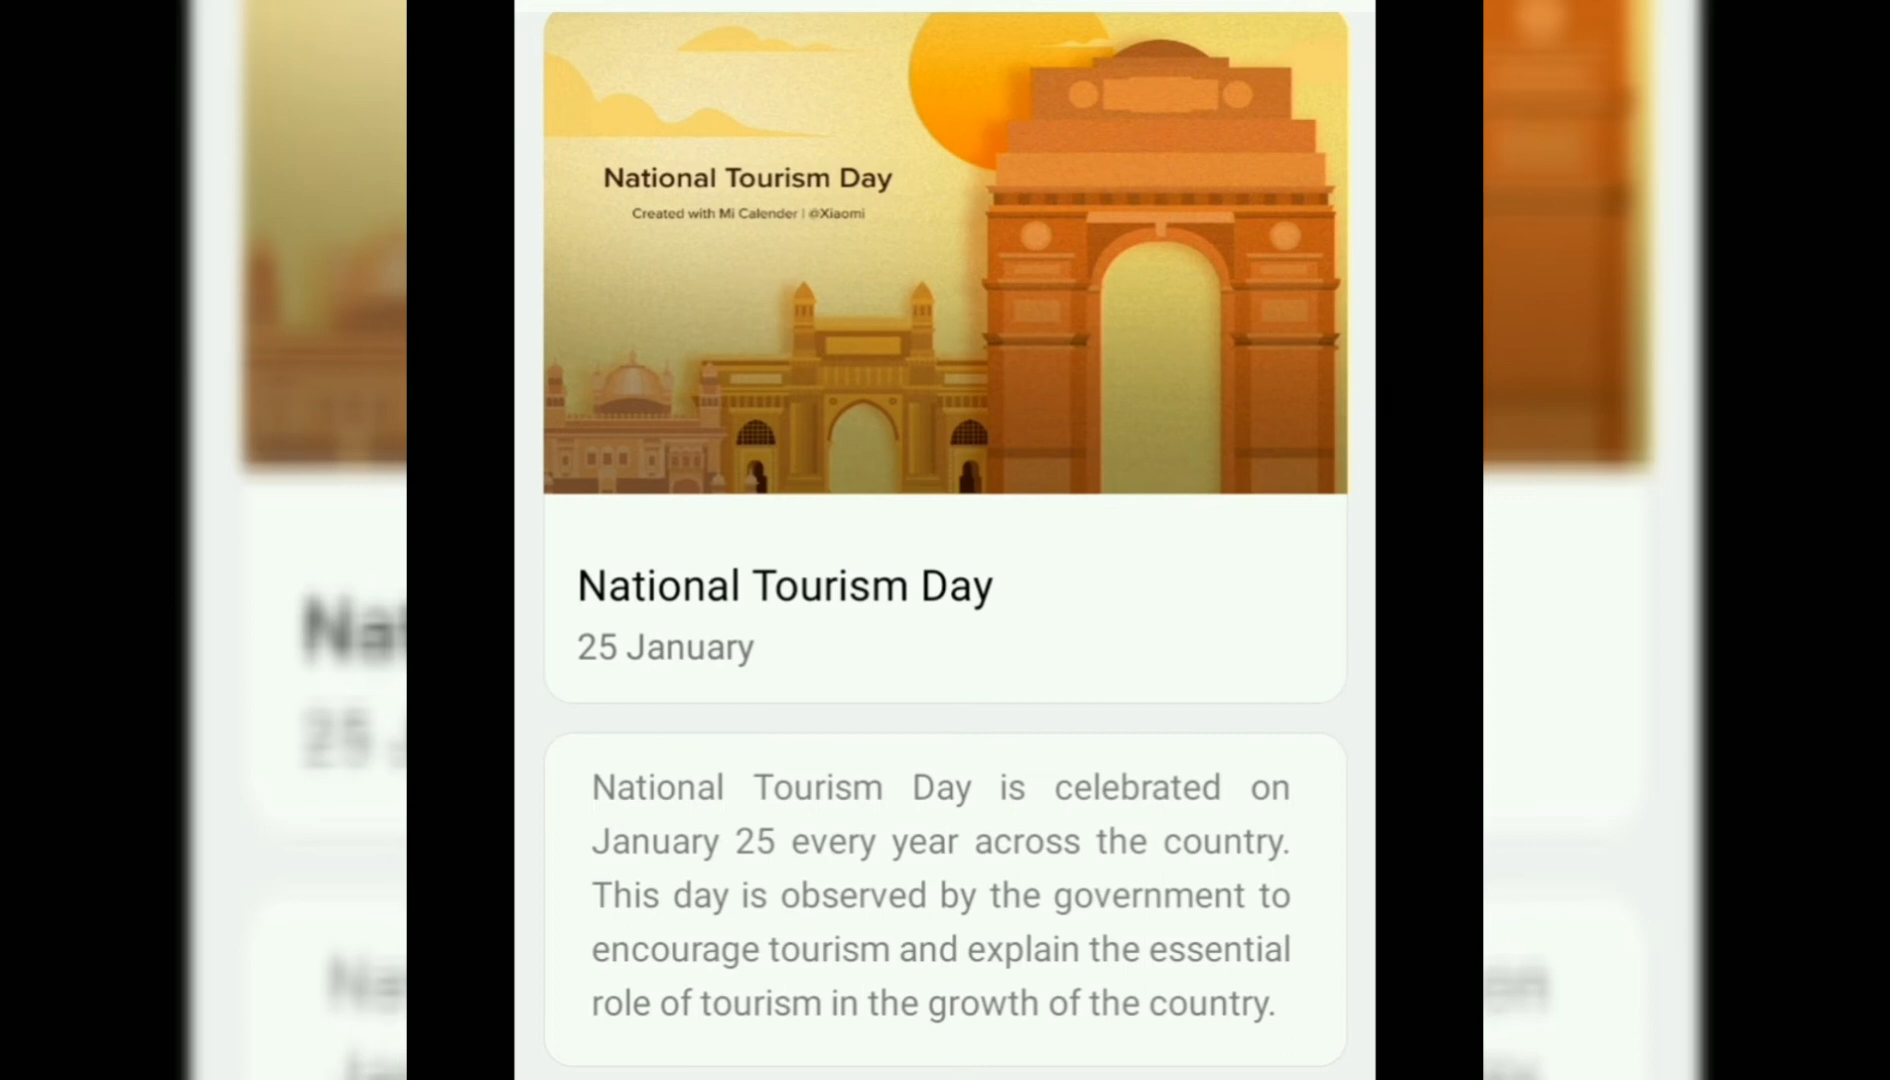 National Tourism Day
Created with Mi Calender | @Xiaomi
National Tourism Day
25 January
National Tourism Day is celebrated on
January 25 every year across the country.
This day is observed by the government to
encourage tourism and explain the essential
role of tourism in the growth of the country.